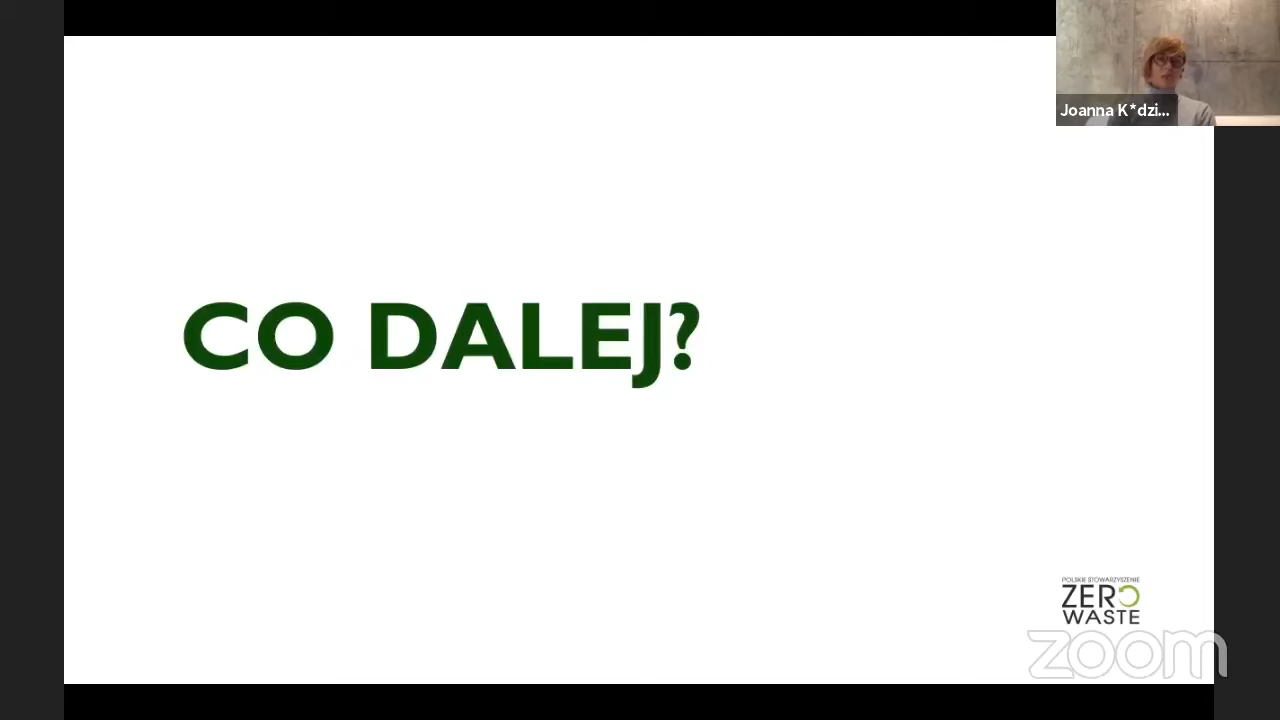 Joanna K*dzi...
CO DALEJ?
POLSKIE STOWARZYSZENIE
ZERO
WASTE
zoom